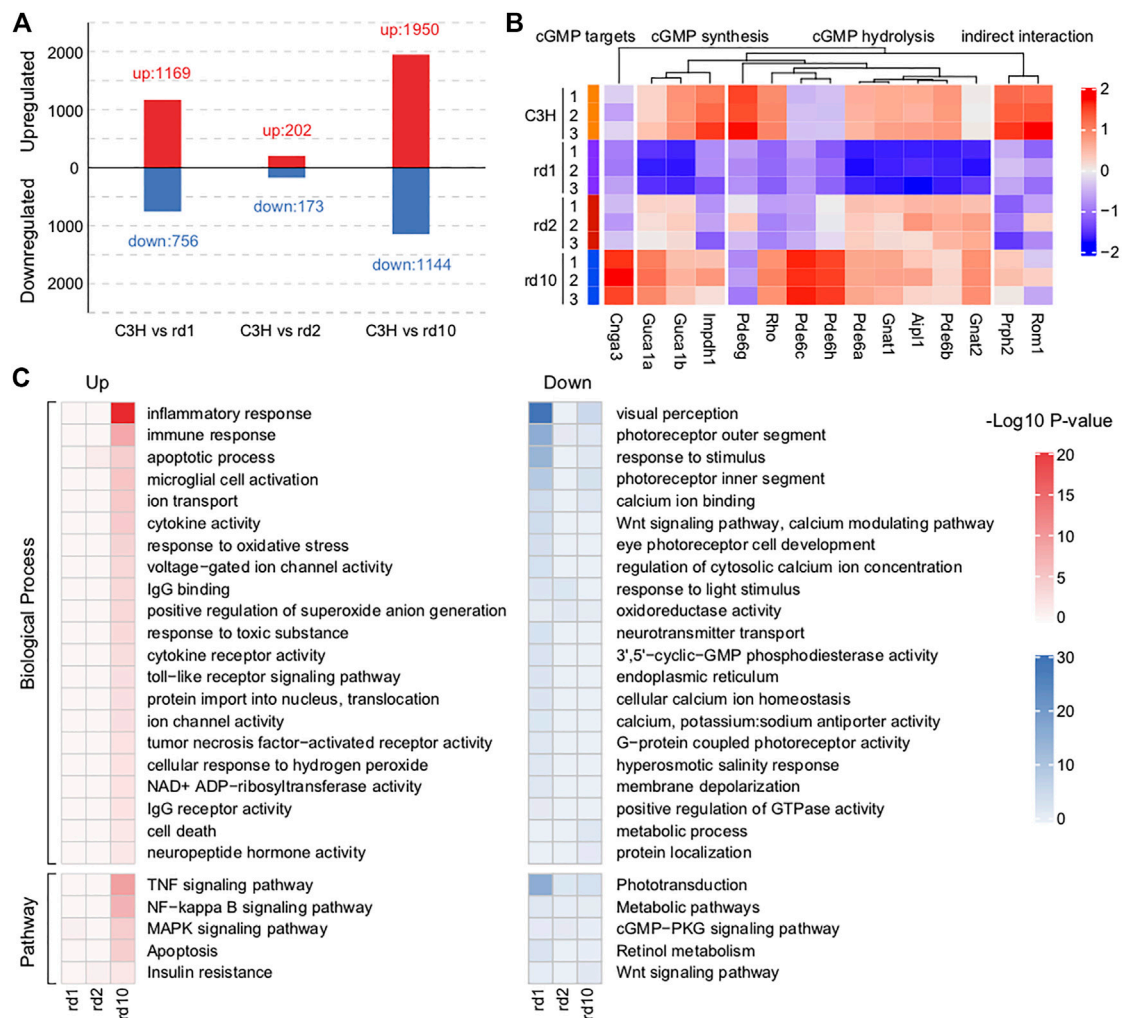 A
Upregulated
Downregulated
2000
1000
0
1000
2000
up:1169
up:202
up:1950
down:756
down:173
down:1144
C3H vs rd1
C3H vs rd2
C3H vs rd10
B
cGMP targets
cGMP synthesis
cGMP hydrolysis
indirect interaction
C3H
1
2
3
rd1
1
2
3
rd2
1
2
3
rd10
1
2
3
Cnga3
Guca1a
Guca1b
Impdh1
Pde6g
Rho
Pde6c
Pde6h
Pde6a
Gnat1
Aipl1
Pde6b
Gnat2
Prph2
Rom1
2
1
0
−1
−2
C
Up
Down
Biological Process
inflammatory response
immune response
apoptotic process
microglial cell activation
ion transport
cytokine activity
response to oxidative stress
voltage-gated ion channel activity
IgG binding
positive regulation of superoxide anion generation
response to toxic substance
cytokine receptor activity
toll-like receptor signaling pathway
protein import into nucleus, translocation
ion channel activity
tumor necrosis factor−activated receptor activity
cellular response to hydrogen peroxide
NAD+ ADP−ribosyltransferase activity
IgG receptor activity
cell death
neuropeptide hormone activity
Pathway
TNF signaling pathway
NF−kappa B signaling pathway
MAPK signaling pathway
Apoptosis
Insulin resistance
rd1
rd2
rd10
visual perception
photoreceptor outer segment
response to stimulus
photoreceptor inner segment
calcium ion binding
Wnt signaling pathway, calcium modulating pathway
eye photoreceptor cell development
regulation of cytosolic calcium ion concentration
response to light stimulus
oxidoreductase activity
neurotransmitter transport
3',5'−cyclic−GMP phosphodiesterase activity
endoplasmic reticulum
cellular calcium ion homeostasis
calcium, potassium:sodium antiporter activity
G−protein coupled photoreceptor activity
hyperosmotic salinity response
membrane depolarization
positive regulation of GTPase activity
metabolic process
protein localization
Phototransduction
Metabolic pathways
cGMP−PKG signaling pathway
Retinol metabolism
Wnt signaling pathway
rd1
rd2
rd10
-Log10 P-value
20
15
10
5
0
30
20
10
0